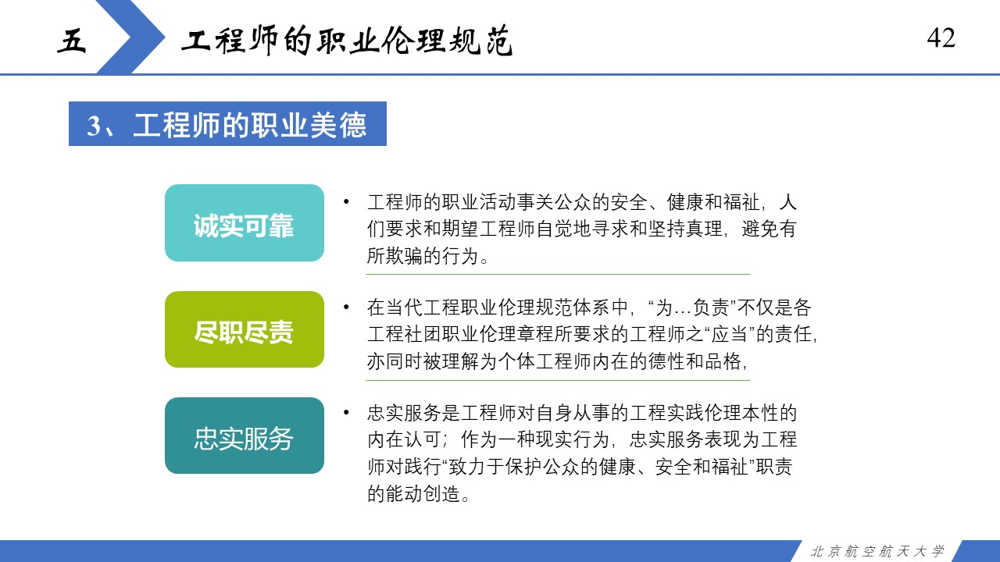 五
工程师的职业伦理规范
42
3、工程师的职业美德
诚实可靠
• 工程师的职业活动事关公众的安全、健康和福祉，人
们要求和期望工程师自觉地寻求和坚持真理，避免有
所欺骗的行为。
尽职尽责
• 在当代工程职业伦理规范体系中，“为…负责”不仅是各
工程社团职业伦理章程所要求的工程师之“应当”的责任，
亦同时被理解为个体工程师内在的德性和品格，
忠实服务
• 忠实服务是工程师对自身从事的工程实践伦理本性的
内在认可；作为一种现实行为，忠实服务表现为工程
师对践行“致力于保护公众的健康、安全和福祉”职责
的能动创造。
北京航空航天大学